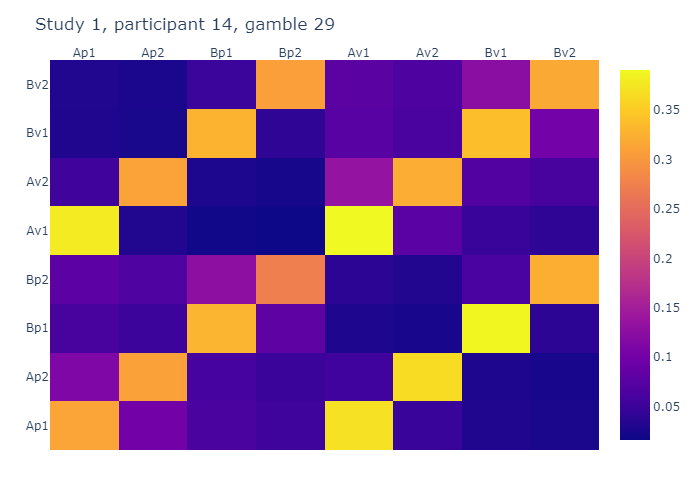 Study 1, participant 14, gamble 29
Ap1 Ap2 Bp1 Bp2 Av1 Av2 Bv1 Bv2
Bv2
Bv1
Av2
Av1
Bp2
Bp1
Ap2
Ap1
0.35
0.3
0.25
0.2
0.15
0.1
0.05